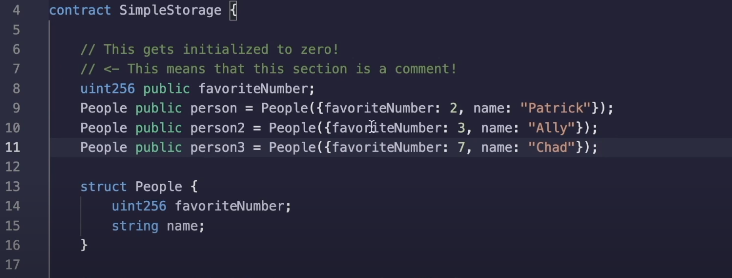 4 contract SimpleStorage {
5
6 // This gets initialized to zero!
7 // <- This means that this section is a comment!
8 uint256 public favoriteNumber;
9 People public person = People({favoriteNumber: 2, name: "Patrick"});
10 People public person2 = People({favoriteNumber: 3, name: "Ally"});
11 People public person3 = People({favoriteNumber: 7, name: "Chad"});
12
13 struct People {
14 uint256 favoriteNumber;
15 string name;
16 }
17